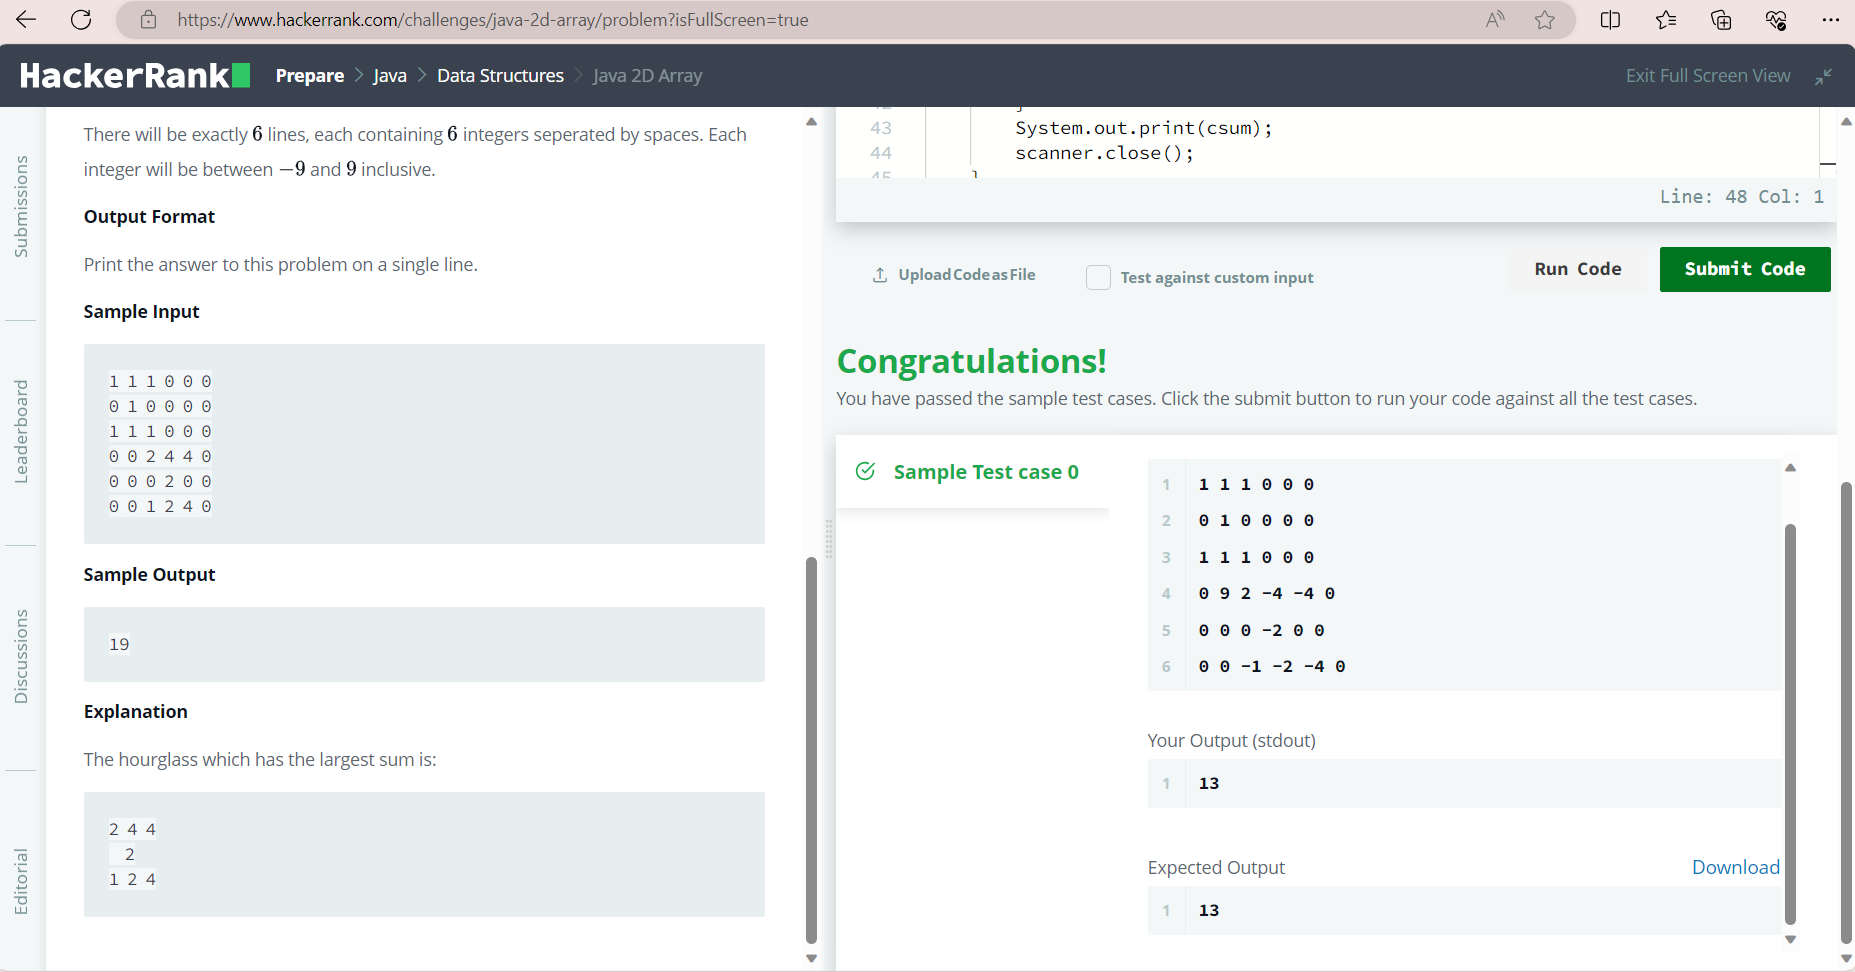 https://www.hackerrank.com/challenges/java-2d-array/problem?isFullScreen=true
HackerRank
Prepare > Java > Data Structures > Java 2D Array
Exit Full Screen View
Submissions
Leaderboard
Discussions
Editorial
There will be exactly 6 lines, each containing 6 integers seperated by spaces. Each
integer will be between −9 and 9 inclusive.
Output Format
Print the answer to this problem on a single line.
Sample Input
1 1 1 0 0 0
0 1 0 0 0 0
1 1 1 0 0 0
0 0 2 4 4 0
0 0 0 2 0 0
0 0 1 2 4 0
Sample Output
19
Explanation
The hourglass which has the largest sum is:
2 4 4
2
1 2 4
43 System.out.print(csum);
44 scanner.close();
Line: 48 Col: 1
Upload Code as File
Test against custom input
Run Code
Submit Code
Congratulations!
You have passed the sample test cases. Click the submit button to run your code against all the test cases.
Sample Test case 0
1 1 1 1 0 0 0
2 0 1 0 0 0 0
3 1 1 1 0 0 0
4 0 9 2 -4 -4 0
5 0 0 0 -2 0 0
6 0 0 -1 -2 -4 0
Your Output (stdout)
1 13
Expected Output
Download
1 13